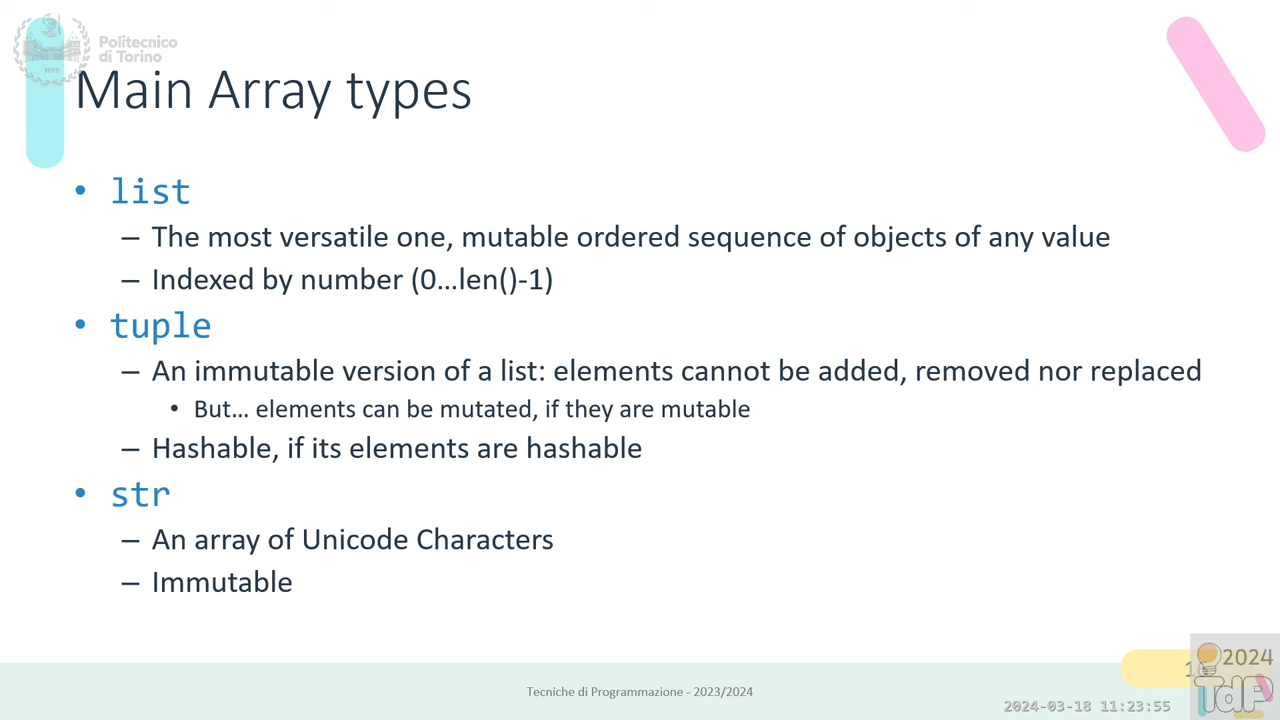 Politecnico
di Torino
Main Array types
• list
– The most versatile one, mutable ordered sequence of objects of any value
– Indexed by number (0…len()-1)
• tuple
– An immutable version of a list: elements cannot be added, removed nor replaced
• But… elements can be mutated, if they are mutable
– Hashable, if its elements are hashable
• str
– An array of Unicode Characters
– Immutable
Tecniche di Programmazione - 2023/2024
2024
TdP
2024-03-18 11:23:55